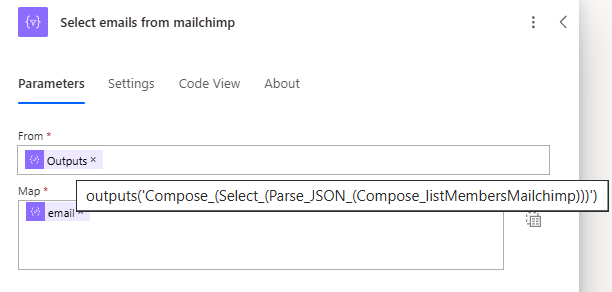 Select emails from mailchimp
Parameters Settings Code View About
From *
Outputs ×
Map *
outputs('Compose_(Select_(Parse_JSON_(Compose_listMembersMailchimp)))')
email ×